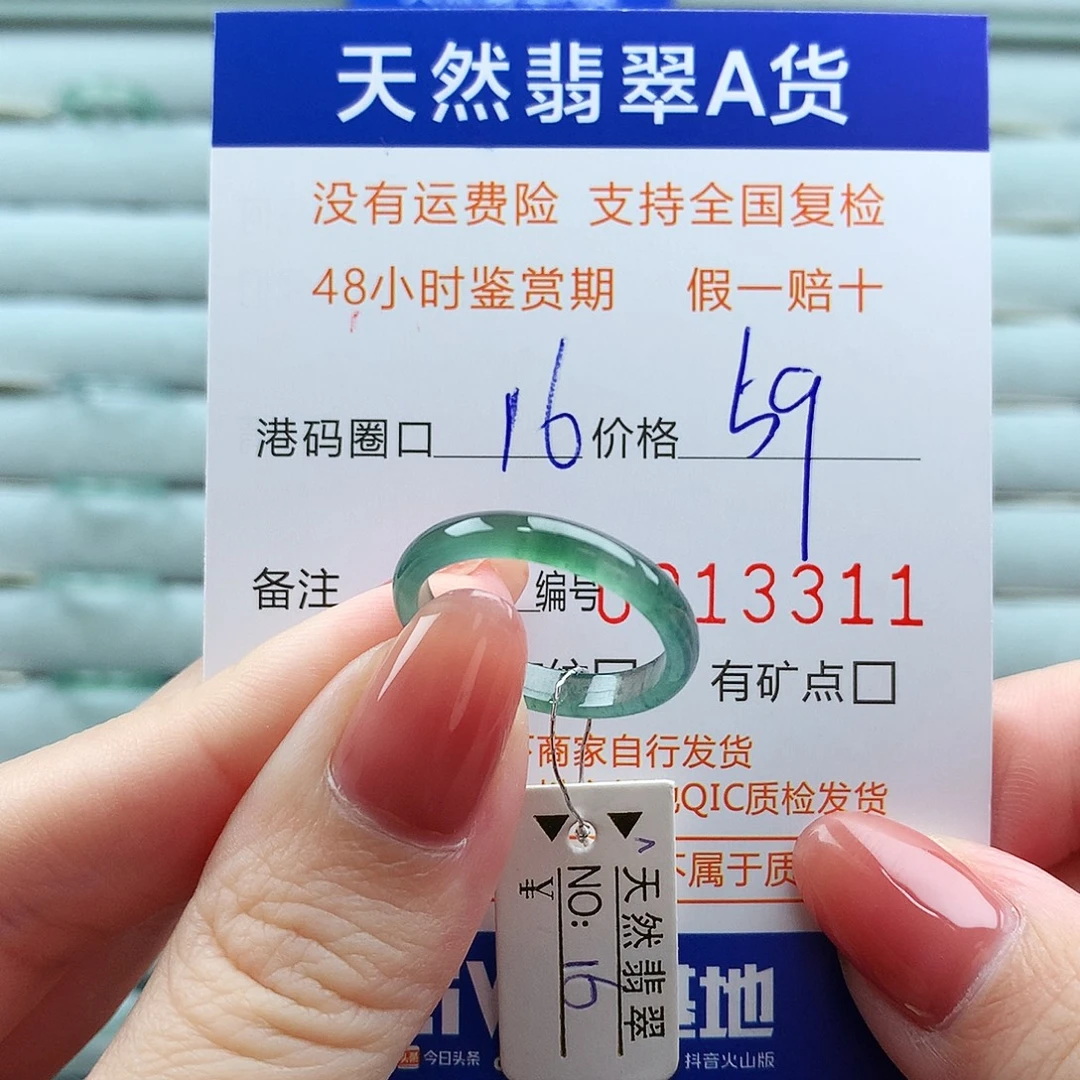 天然翡翠A货
没有运费险 支持全国复检
48小时鉴赏期 假一赔十
港码圈口 16 价格 59
备注 编号 13311
有矿点□
商家自行发货
QIC质检发货
不属于质
基地
今日头条 抖音火山版
天然翡翠
NO: 16
¥